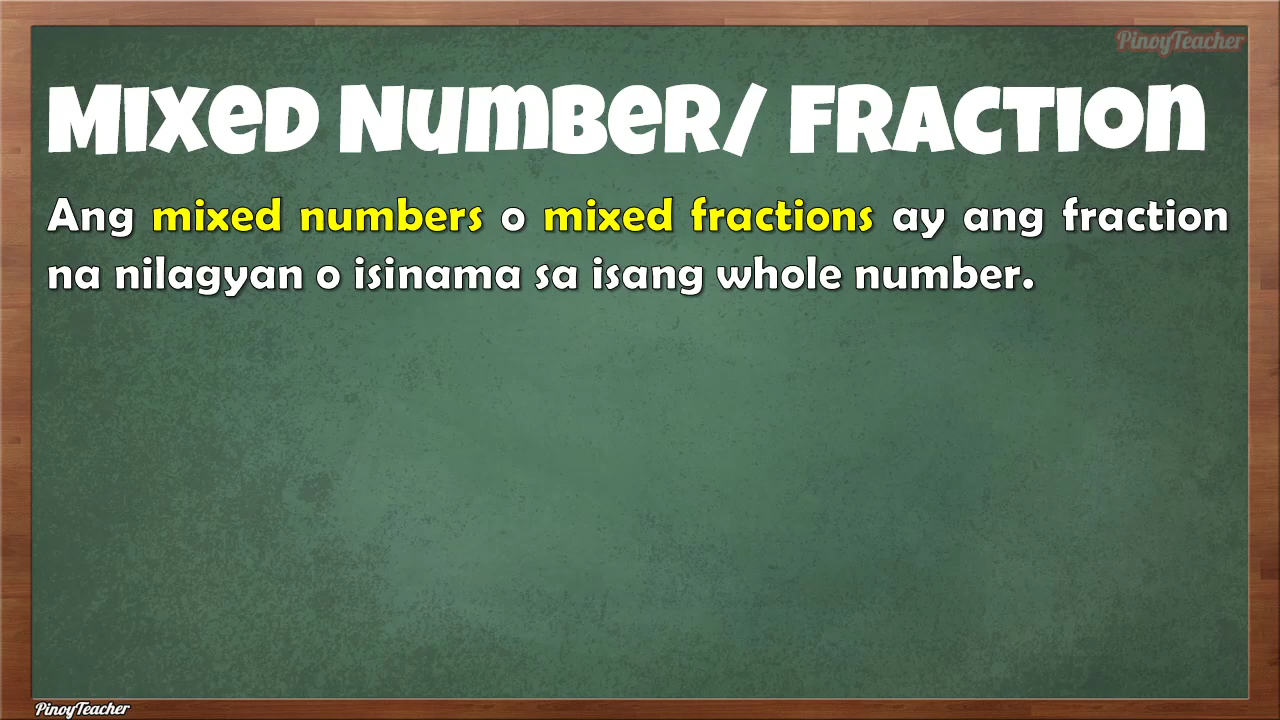 PinoyTeacher
Mixed Number/ Fraction
Ang mixed numbers o mixed fractions ay ang fraction
na nilagyan o isinama sa isang whole number.
PinoyTeacher